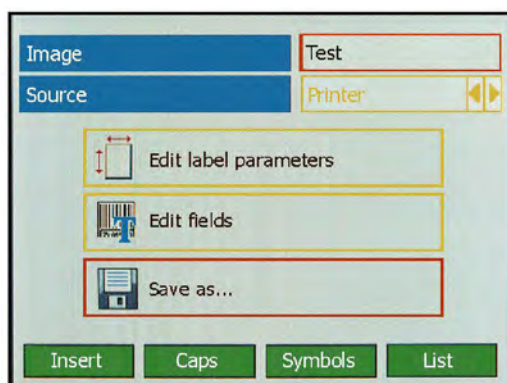 Image Test
Source Printer
Edit label parameters
Edit fields
Save as...
Insert Caps Symbols List